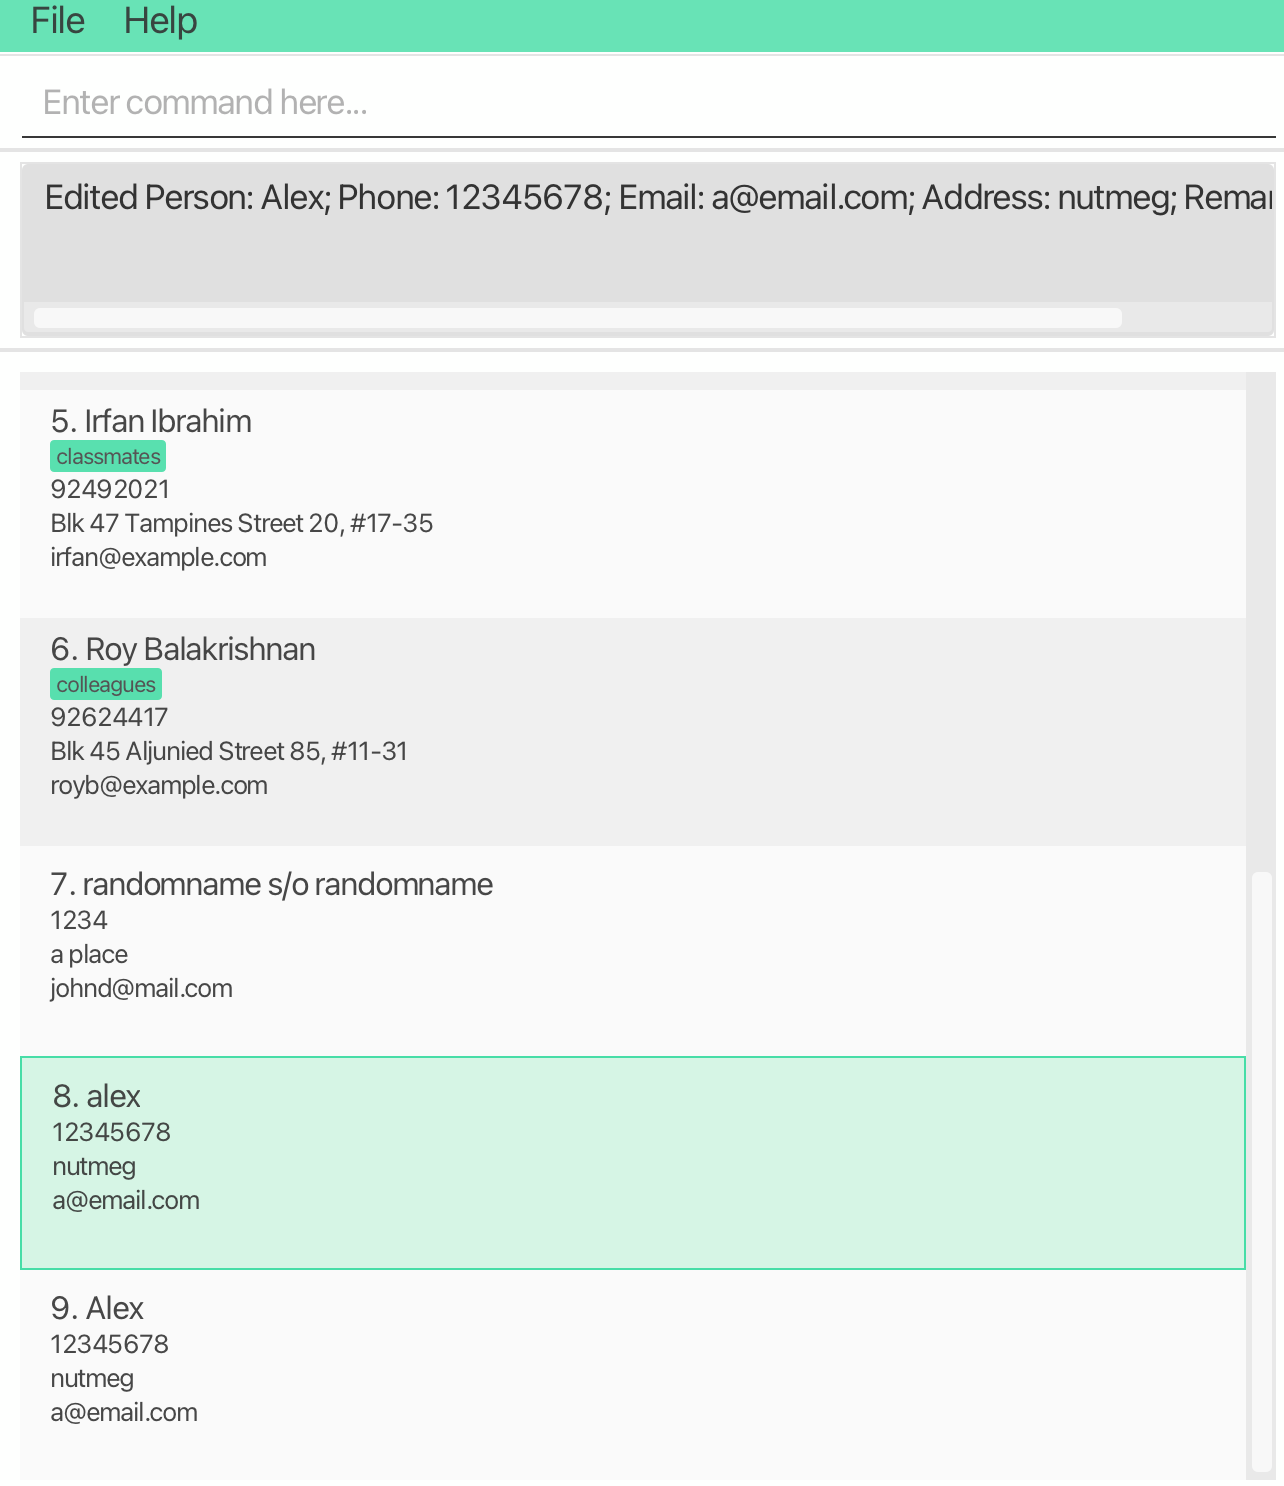 File Help
Enter command here...
Edited Person: Alex; Phone: 12345678; Email: a@email.com; Address: nutmeg;
5. Irfan Ibrahim
classmates
92492021
Blk 47 Tampines Street 20, #17-35
irfan@example.com
6. Roy Balakrishnan
colleagues
92624417
Blk 45 Aljunied Street 85, #11-31
royb@example.com
7. randomname s/o randomname
1234
a place
johnd@mail.com
8. alex
12345678
nutmeg
a@email.com
9. Alex
12345678
nutmeg
a@email.com